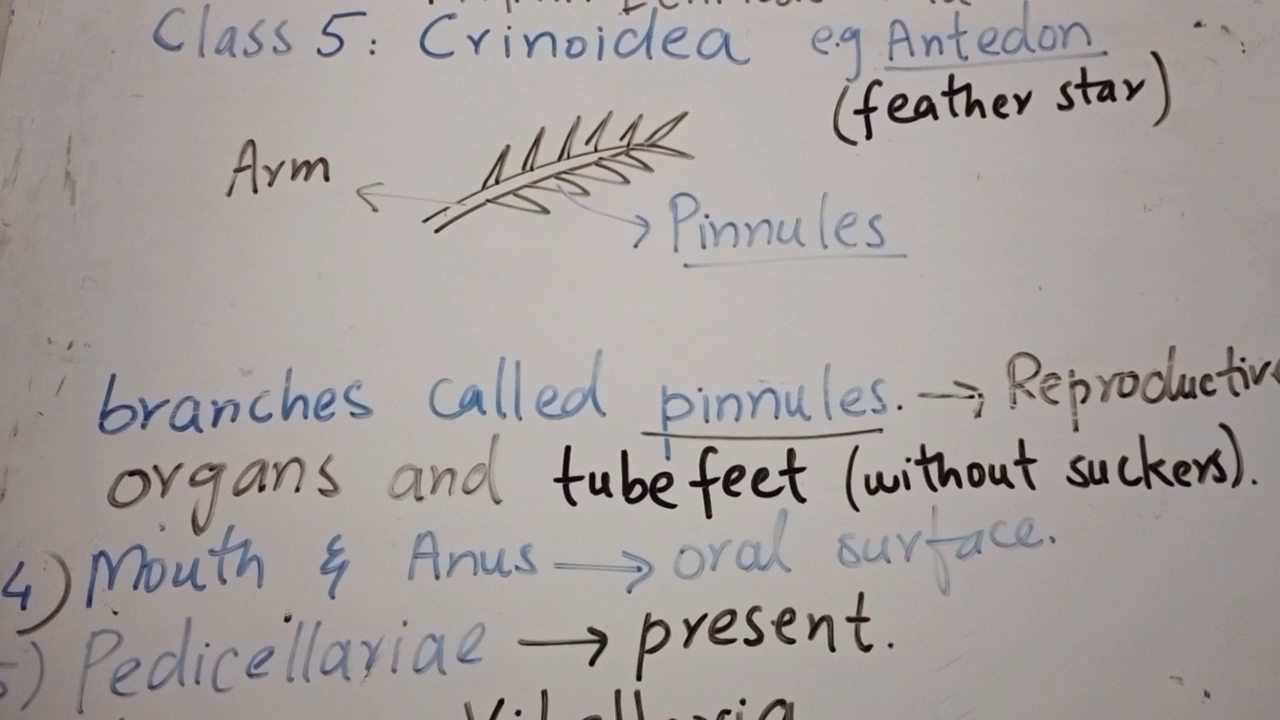 Class 5: Crinoidea e.g Antedon
(feather star)
Arm
Pinnules
branches called pinnules. → Reproductive
organs and tube feet (without suckers).
4) Mouth & Anus → oral surface.
5) Pedicellariae → present.